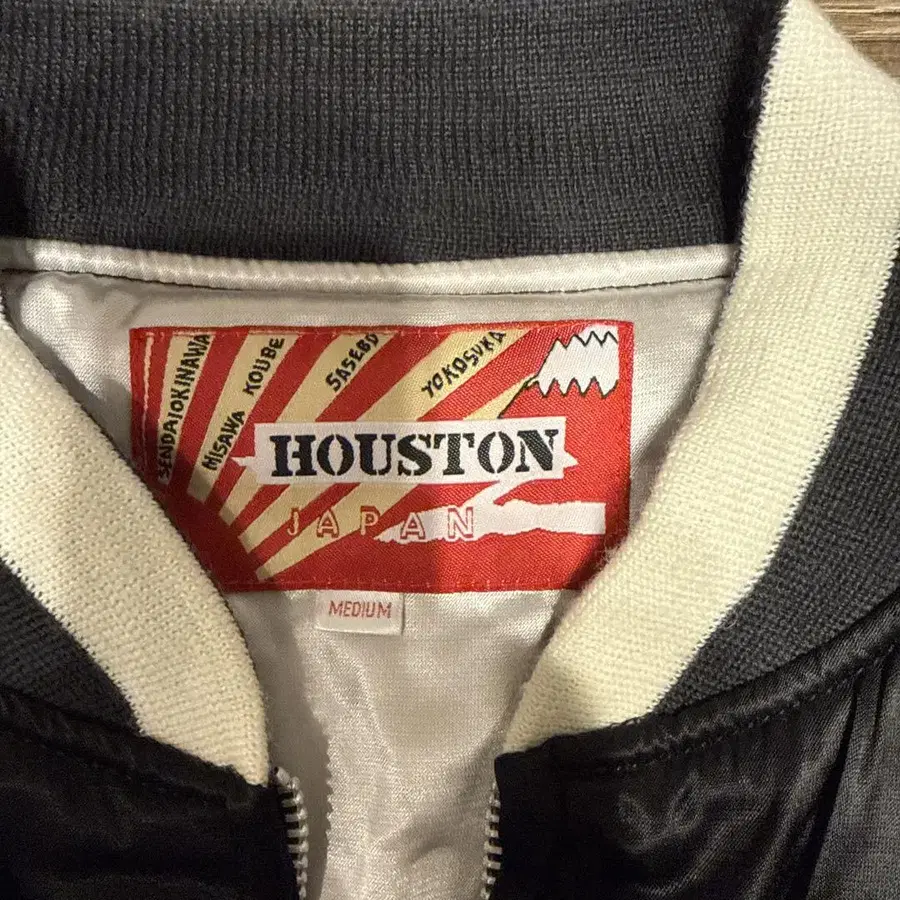 SENDAI OKINAWA
MISAWA
KOUBE
SASEBO
YOKOSUKA
HOUSTON
JAPAN
MEDIUM